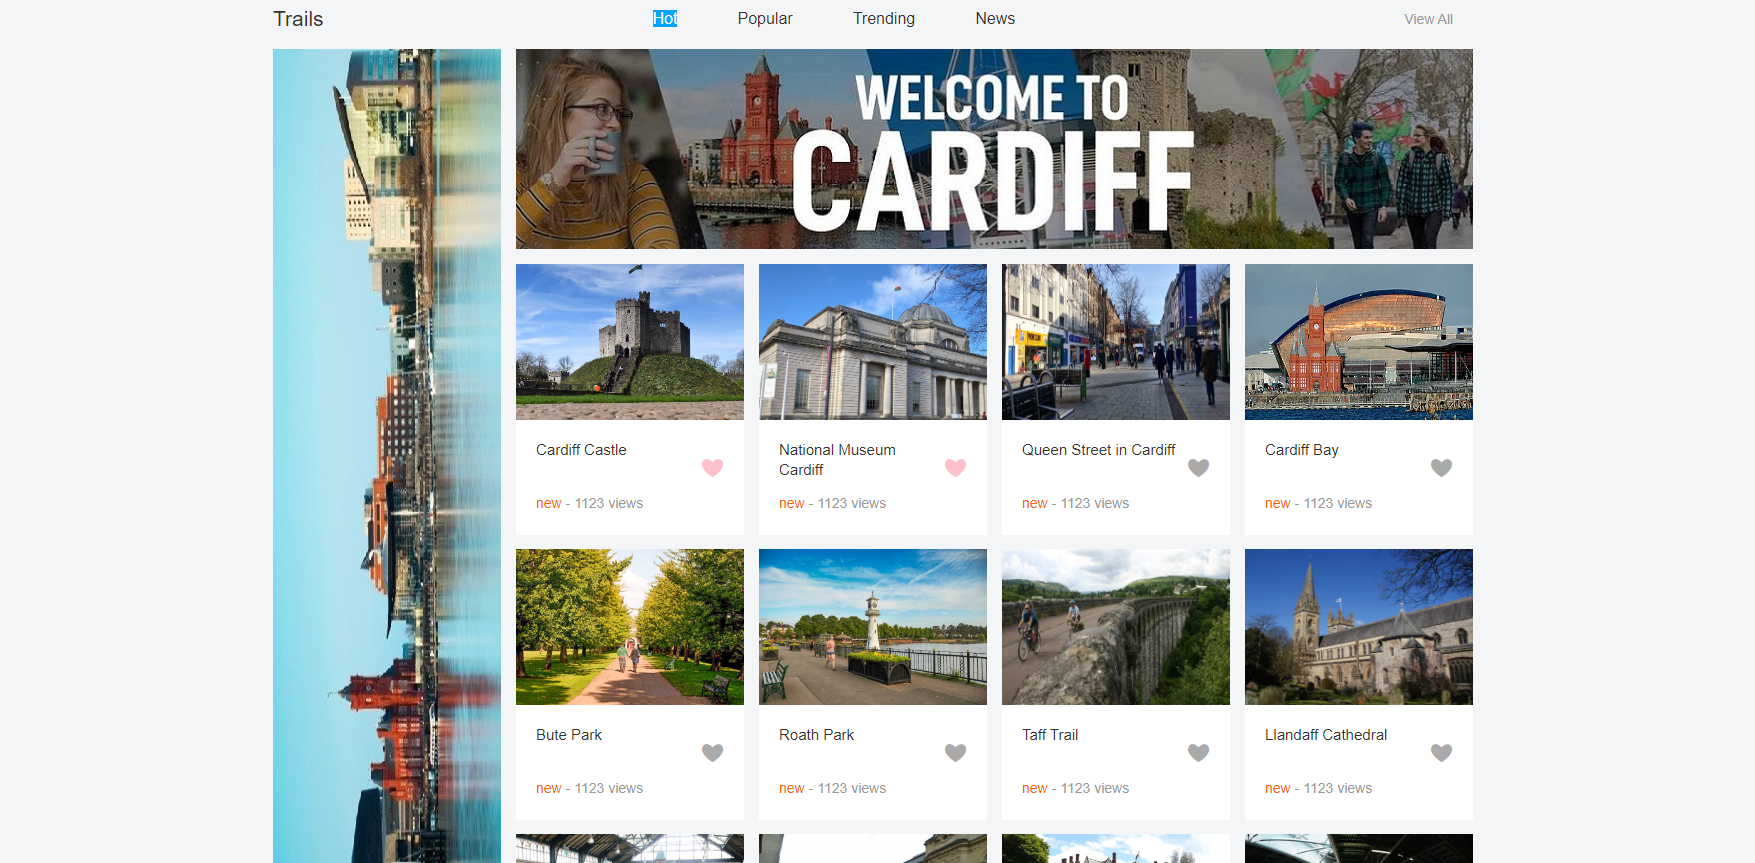 Trails
Hot
Popular
Trending
News
View All
WELCOME TO
CARDIFF
Cardiff Castle
new - 1123 views
National Museum
Cardiff
new - 1123 views
Queen Street in Cardiff
new - 1123 views
Cardiff Bay
new - 1123 views
Bute Park
new - 1123 views
Roath Park
new - 1123 views
Taff Trail
new - 1123 views
Llandaff Cathedral
new - 1123 views